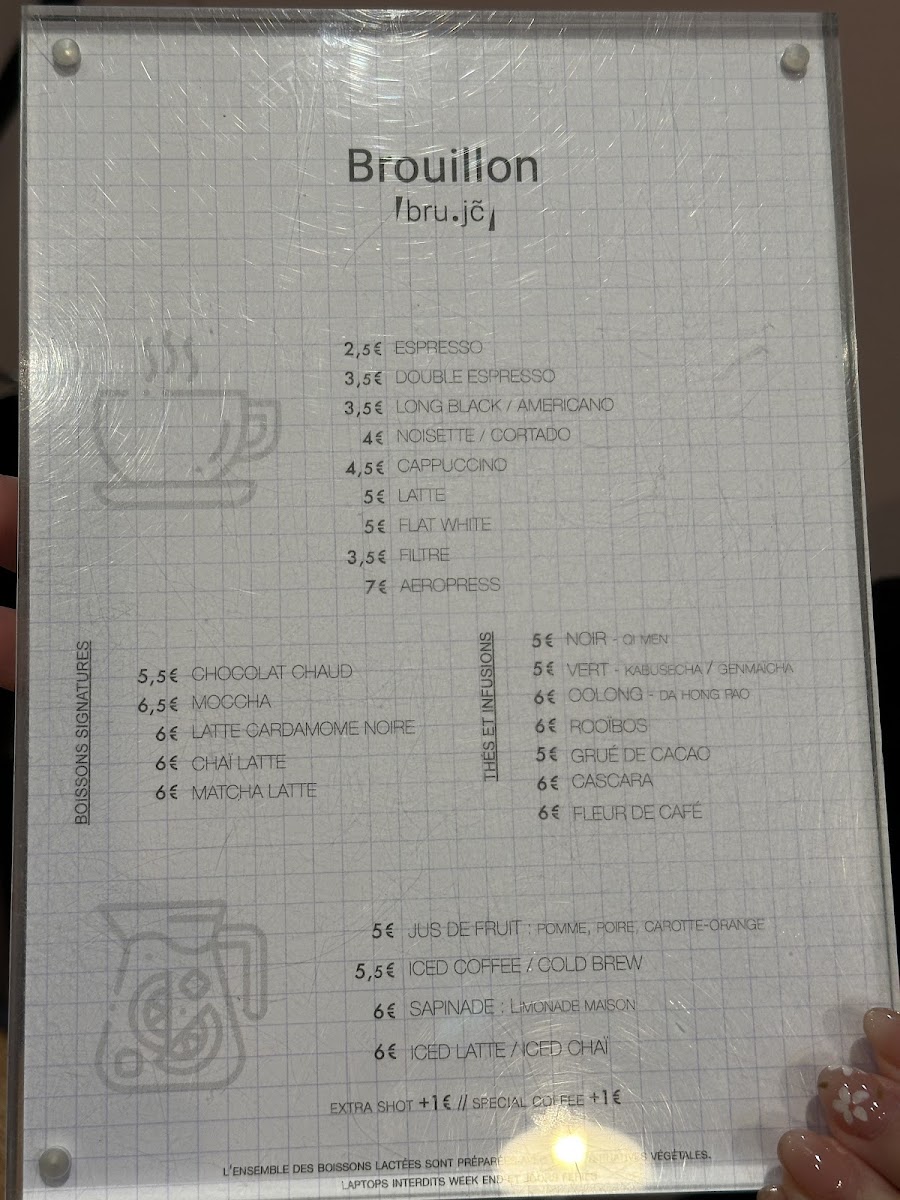 Brouillon
/bru.jɔ̃/
2,5€ ESPRESSO
3,5€ DOUBLE ESPRESSO
3,5€ LONG BLACK / AMERICANO
4€ NOISETTE / CORTADO
4,5€ CAPPUCCINO
5€ LATTE
5€ FLAT WHITE
3,5€ FILTRE
7€ AEROPRESS
BOISSONS SIGNATURES
5,5€ CHOCOLAT CHAUD
6,5€ MOCCHA
6€ LATTE CARDAMOME NOIRE
6€ CHAÏ LATTE
6€ MATCHA LATTE
THÉS ET INFUSIONS
5€ NOIR - QI MEN
5€ VERT - KABUSECHA / GENMAÏCHA
6€ OOLONG - DA HONG PAO
6€ ROOÏBOS
5€ GRUÉ DE CACAO
6€ CASCARA
6€ FLEUR DE CAFÉ
5€ JUS DE FRUIT : POMME, POIRE, CAROTTE-ORANGE
5,5€ ICED COFFEE / COLD BREW
6€ SAPINADE : LIMONADE MAISON
6€ ICED LATTE / ICED CHAÏ
EXTRA SHOT +1€ // SPECIAL COFFEE +1€
L'ENSEMBLE DES BOISSONS LACTÉES SONT VÉGÉTALES.
LAPTOPS INTERDITS WEEK END ET